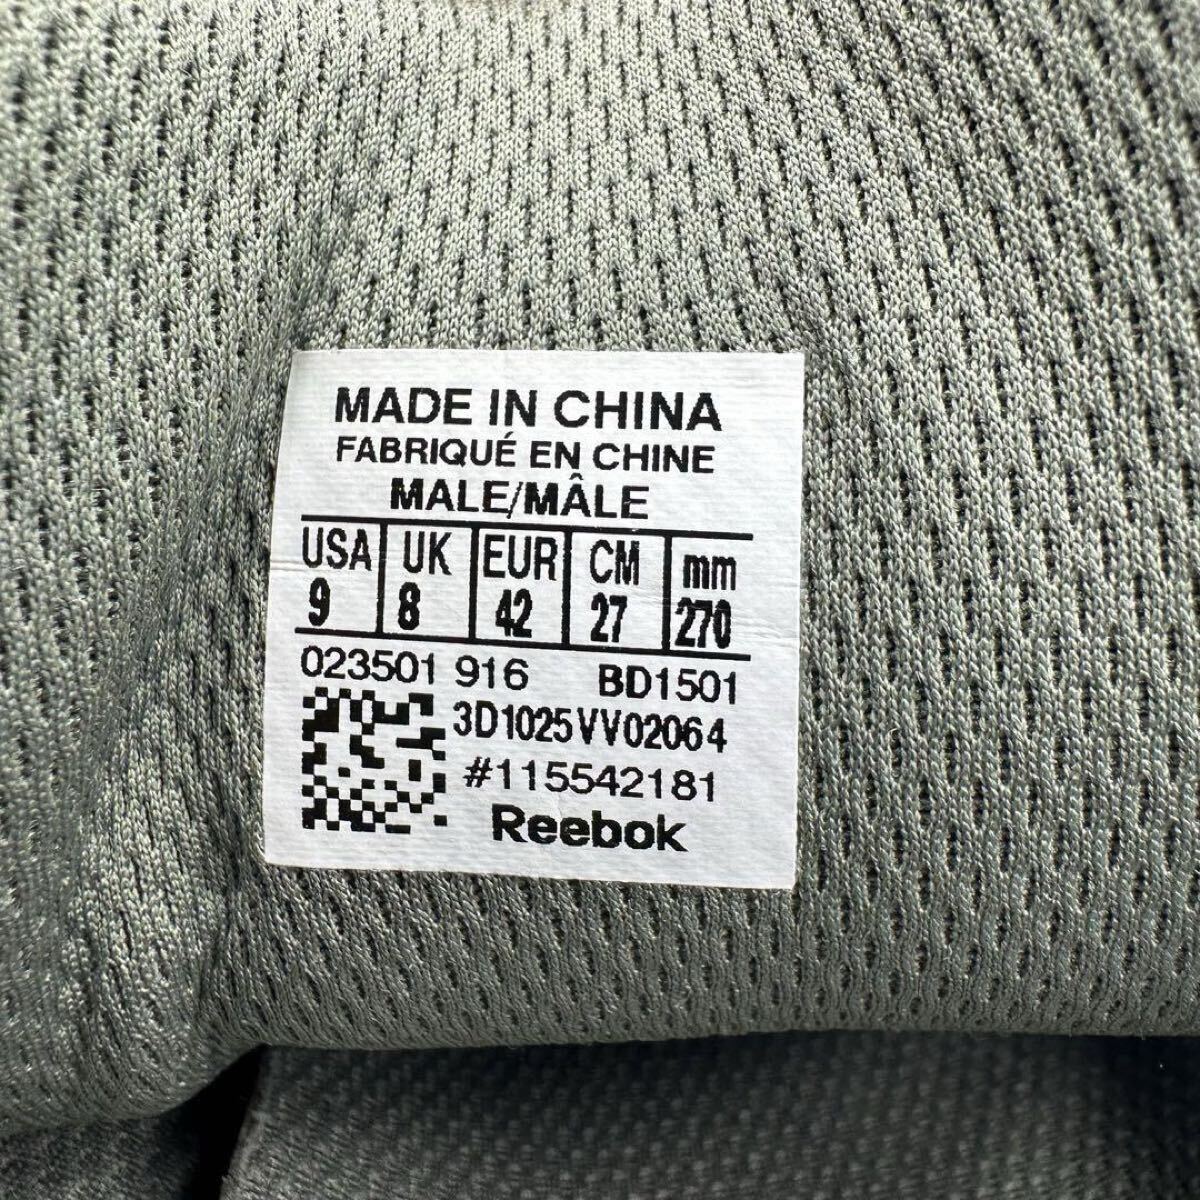 MADE IN CHINA
FABRIQUÉ EN CHINE
MALE/MÂLE
USA UK EUR CM mm
9 8 42 27 270
023501 916 BD1501
3D1025VV02064
#115542181
Reebok